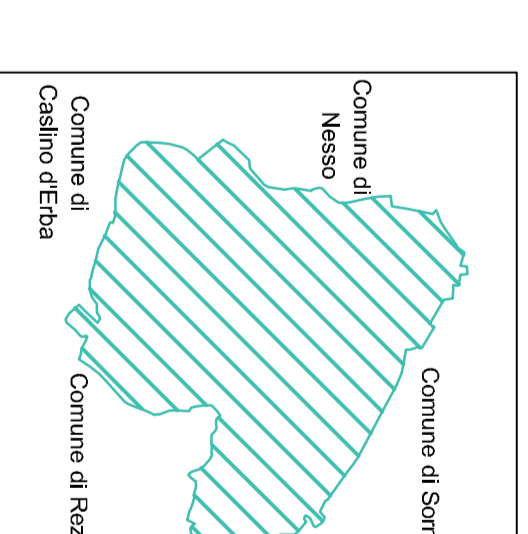 Comune di Sorr
Comune di
Nesso
Comune di
Caslino d'Erba
Comune di Rez